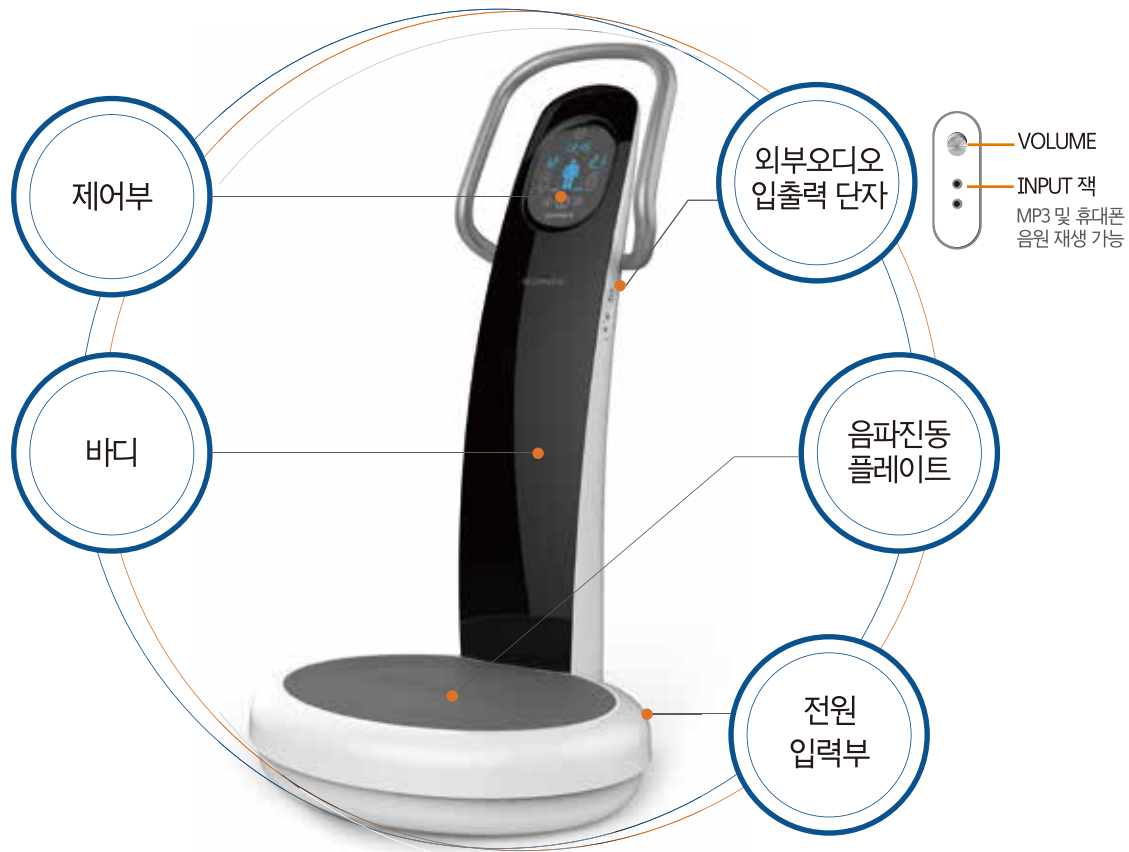 제어부
외부오디오
입출력 단자
VOLUME
INPUT 잭
MP3 및 휴대폰
음원 재생 가능
바디
음파진동
플레이트
전원
입력부